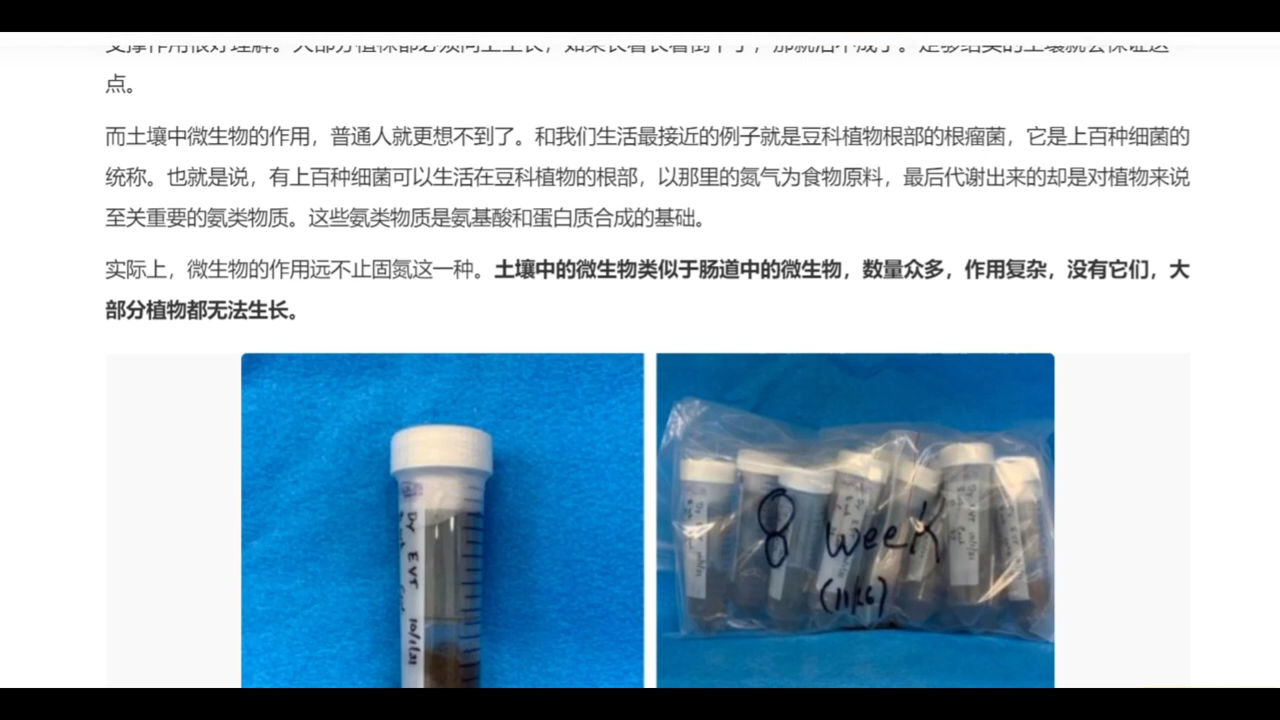 点。
而土壤中微生物的作用，普通人就更想不到了。和我们生活最接近的例子就是豆科植物根部的根瘤菌，它是上百种细菌的
统称。也就是说，有上百种细菌可以生活在豆科植物的根部，以那里的氮气为食物原料，最后代谢出来的却是对植物来说
至关重要的氨类物质。这些氨类物质是氨基酸和蛋白质合成的基础。
实际上，微生物的作用远不止固氮这一种。土壤中的微生物类似于肠道中的微生物，数量众多，作用复杂，没有它们，大
部分植物都无法生长。
Dy EVT
8 week